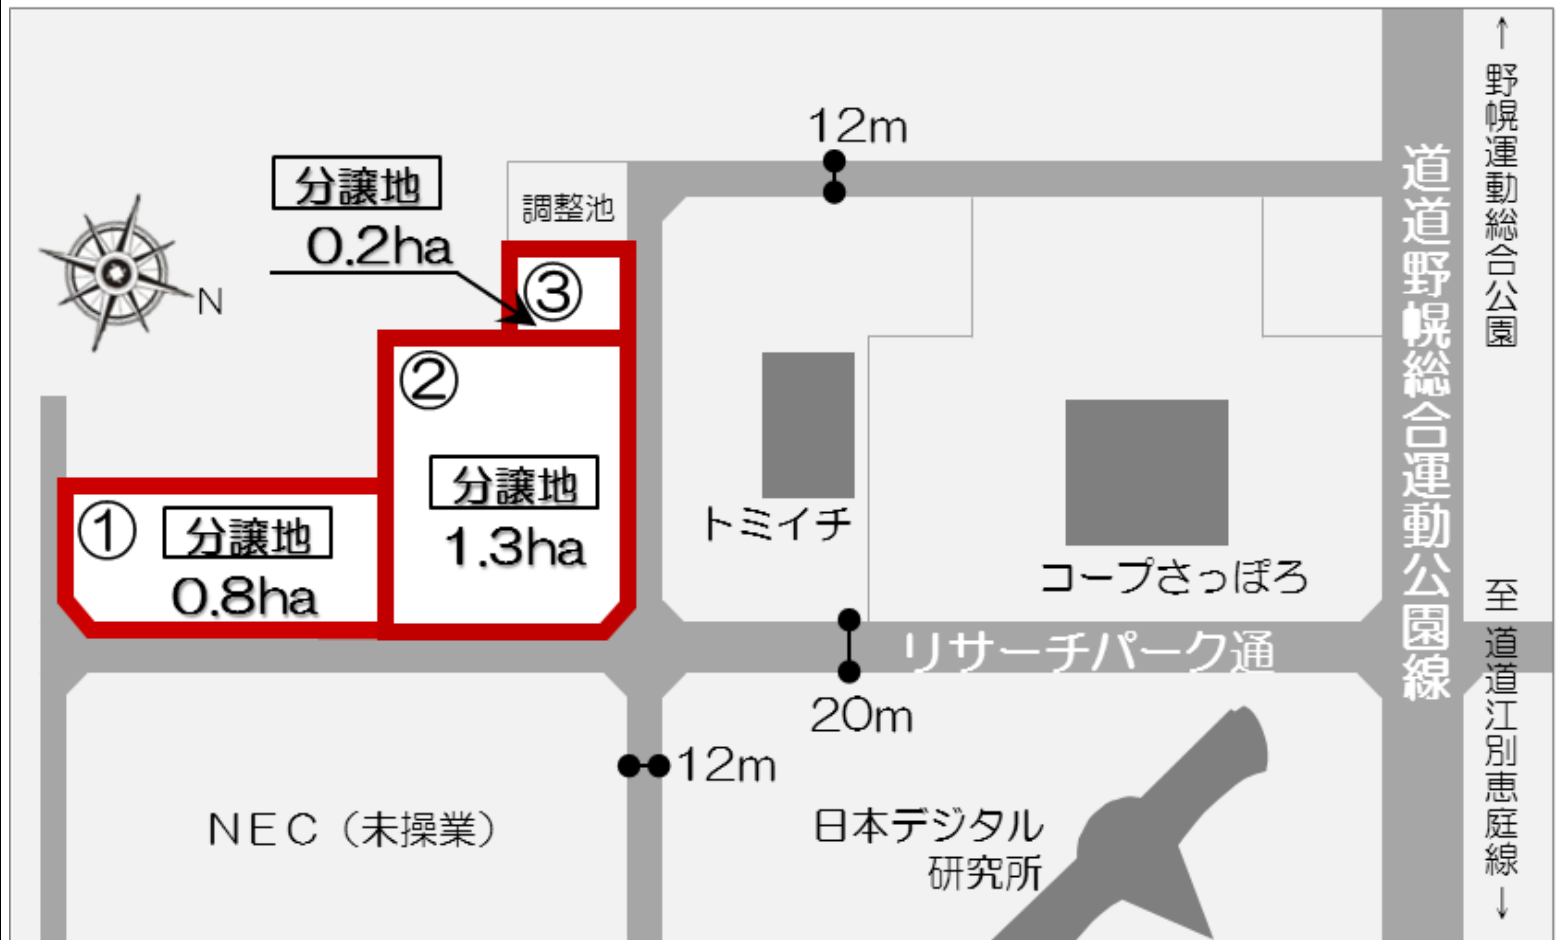 12m
↑野幌運動総合公園
道道野幌総合運動公園線
分譲地
0.2ha
調整池
N
③
②
分譲地
1.3ha
①
分譲地
0.8ha
トミイチ
コープさっぽろ
リサーチパーク通
20m
12m
至 道道江別恵庭線↓
NEC（未操業）
日本デジタル
研究所